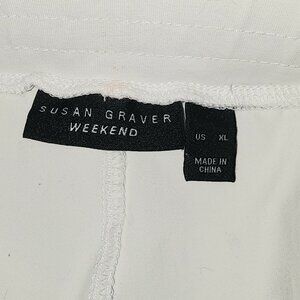 SUSAN GRAVER
WEEKEND
US XL
MADE IN
CHINA